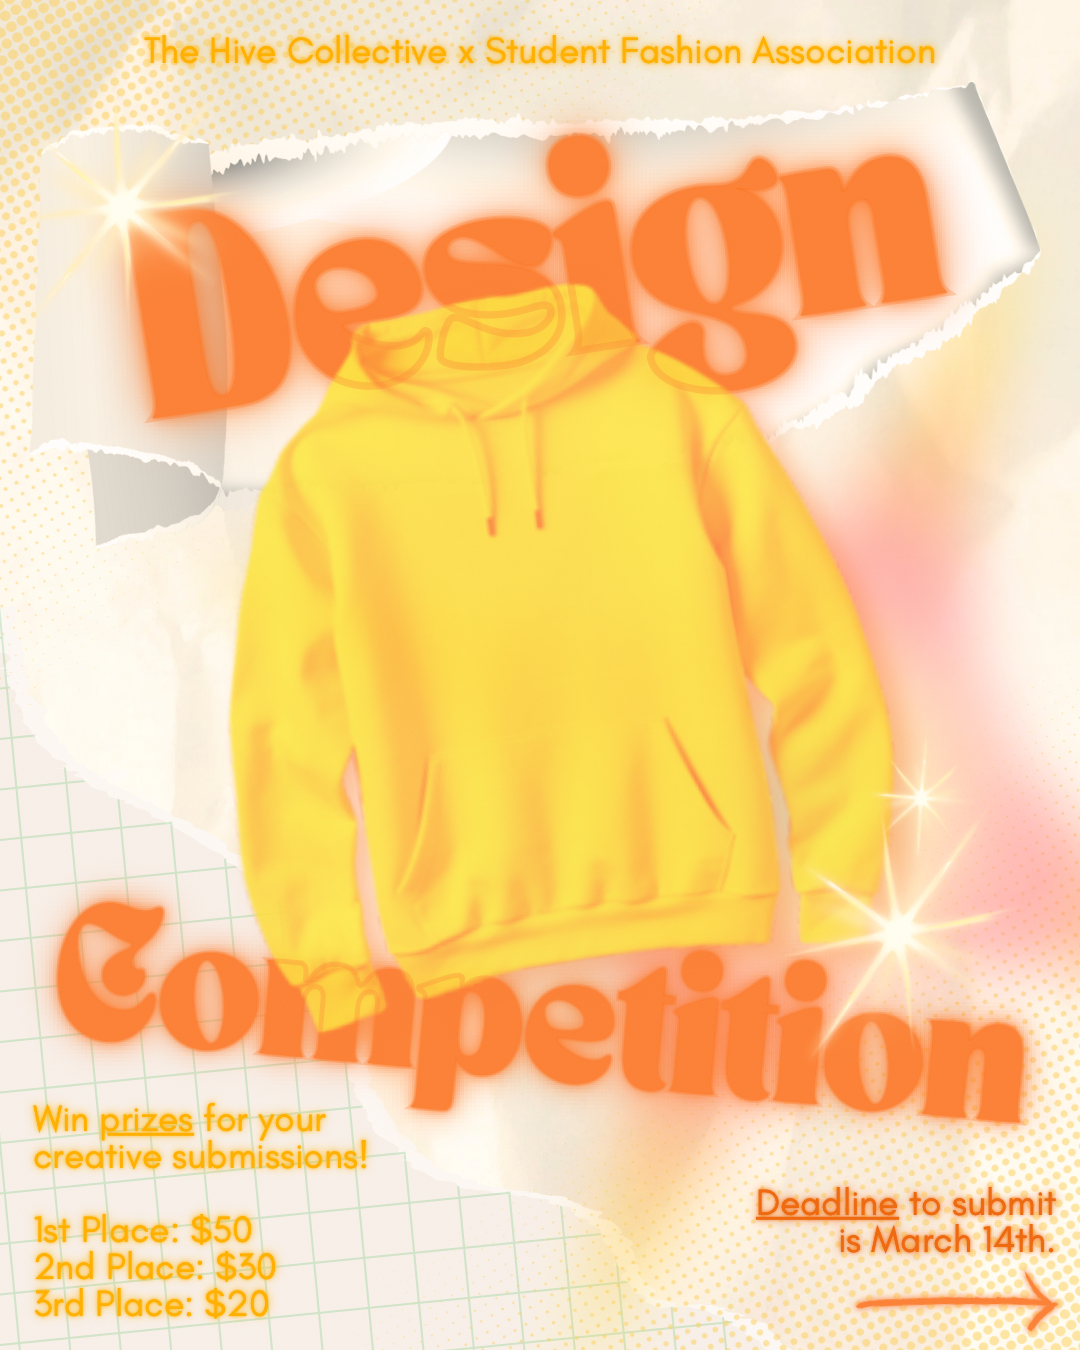 The Hive Collective x Student Fashion Association
Design
Competition
Win prizes for your
creative submissions!
1st Place: $50
2nd Place: $30
3rd Place: $20
Deadline to submit
is March 14th.